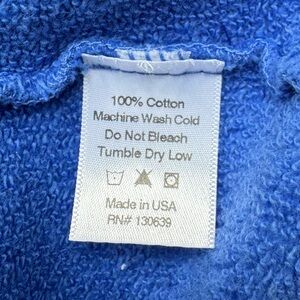 100% Cotton
Machine Wash Cold
Do Not Bleach
Tumble Dry Low
Made in USA
RN# 130639